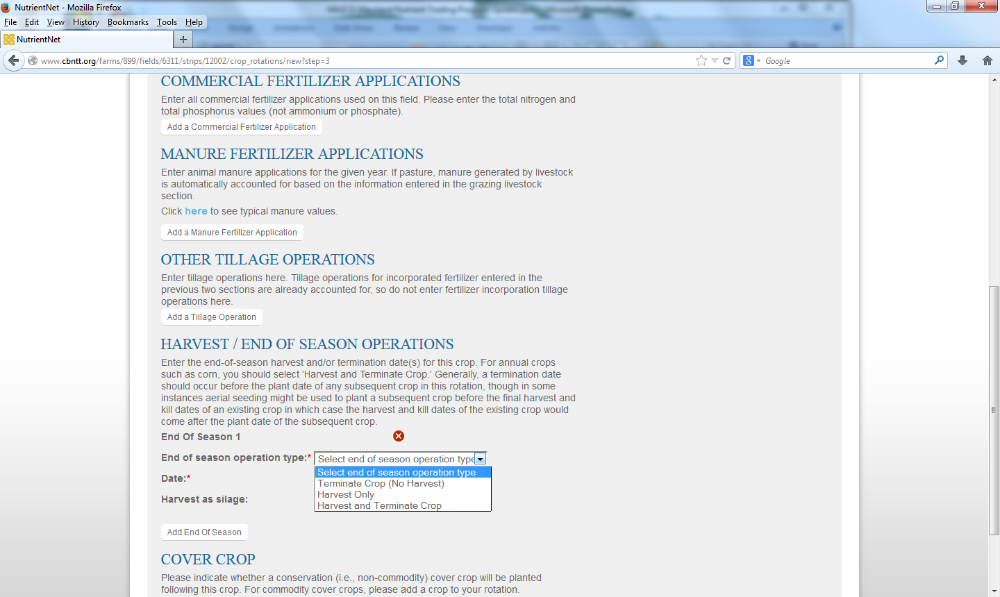 NutrientNet - Mozilla Firefox
File Edit View History Bookmarks Tools Help
NutrientNet
www.cbntt.org/farms/899/fields/6311/strips/12002/crop_rotations/new?step=3
Google
COMMERCIAL FERTILIZER APPLICATIONS
Enter all commercial fertilizer applications used on this field. Please enter the total nitrogen and
total phosphorus values (not ammonium or phosphate).
Add a Commercial Fertilizer Application
MANURE FERTILIZER APPLICATIONS
Enter animal manure applications for the given year. If pasture, manure generated by livestock
is automatically accounted for based on the information entered in the grazing livestock
section.
Click here to see typical manure values.
Add a Manure Fertilizer Application
OTHER TILLAGE OPERATIONS
Enter tillage operations here. Tillage operations for incorporated fertilizer entered in the
previous two sections are already accounted for, so do not enter fertilizer incorporation tillage
operations here.
Add a Tillage Operation
HARVEST / END OF SEASON OPERATIONS
Enter the end-of-season harvest and/or termination date(s) for this crop. For annual crops
such as corn, you should select ‘Harvest and Terminate Crop.’ Generally, a termination date
should occur before the plant date of any subsequent crop in this rotation, though in some
instances aerial seeding might be used to plant a subsequent crop before the final harvest and
kill dates of an existing crop in which case the harvest and kill dates of the existing crop would
come after the plant date of the subsequent crop.
End Of Season 1
End of season operation type:* Select end of season operation type
Select end of season operation type
Date:*
Terminate Crop (No Harvest)
Harvest Only
Harvest as silage:
Harvest and Terminate Crop
Add End Of Season
COVER CROP
Please indicate whether a conservation (i.e., non-commodity) cover crop will be planted
following this crop. For commodity cover crops, please add a crop to your rotation.